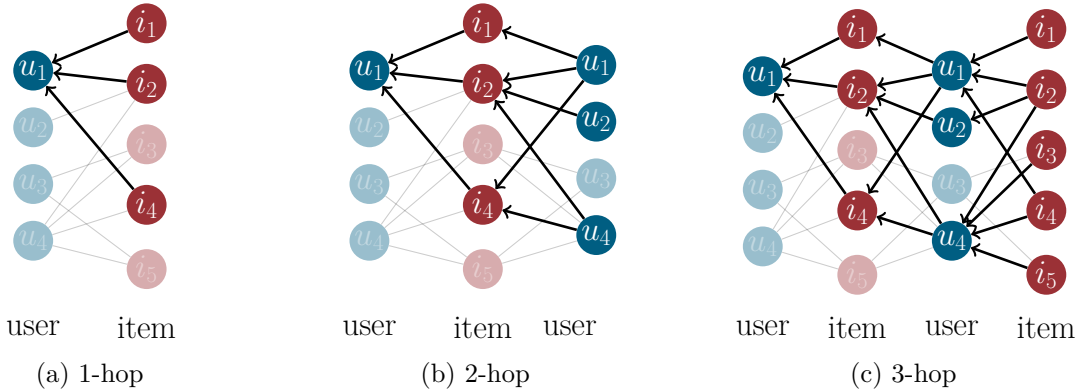 i1
u1
i2
u2
i3
u3
i4
u4
i5
user item
(a) 1-hop
i1
u1 u1
i2
u2 u2
i3
u3 u3
i4
u4 u4
i5
user item user
(b) 2-hop
i1 i1
u1 u1
i2 i2
u2 u2
i3 i3
u3 u3
i4 i4
u4 u4
i5 i5
user item user item
(c) 3-hop